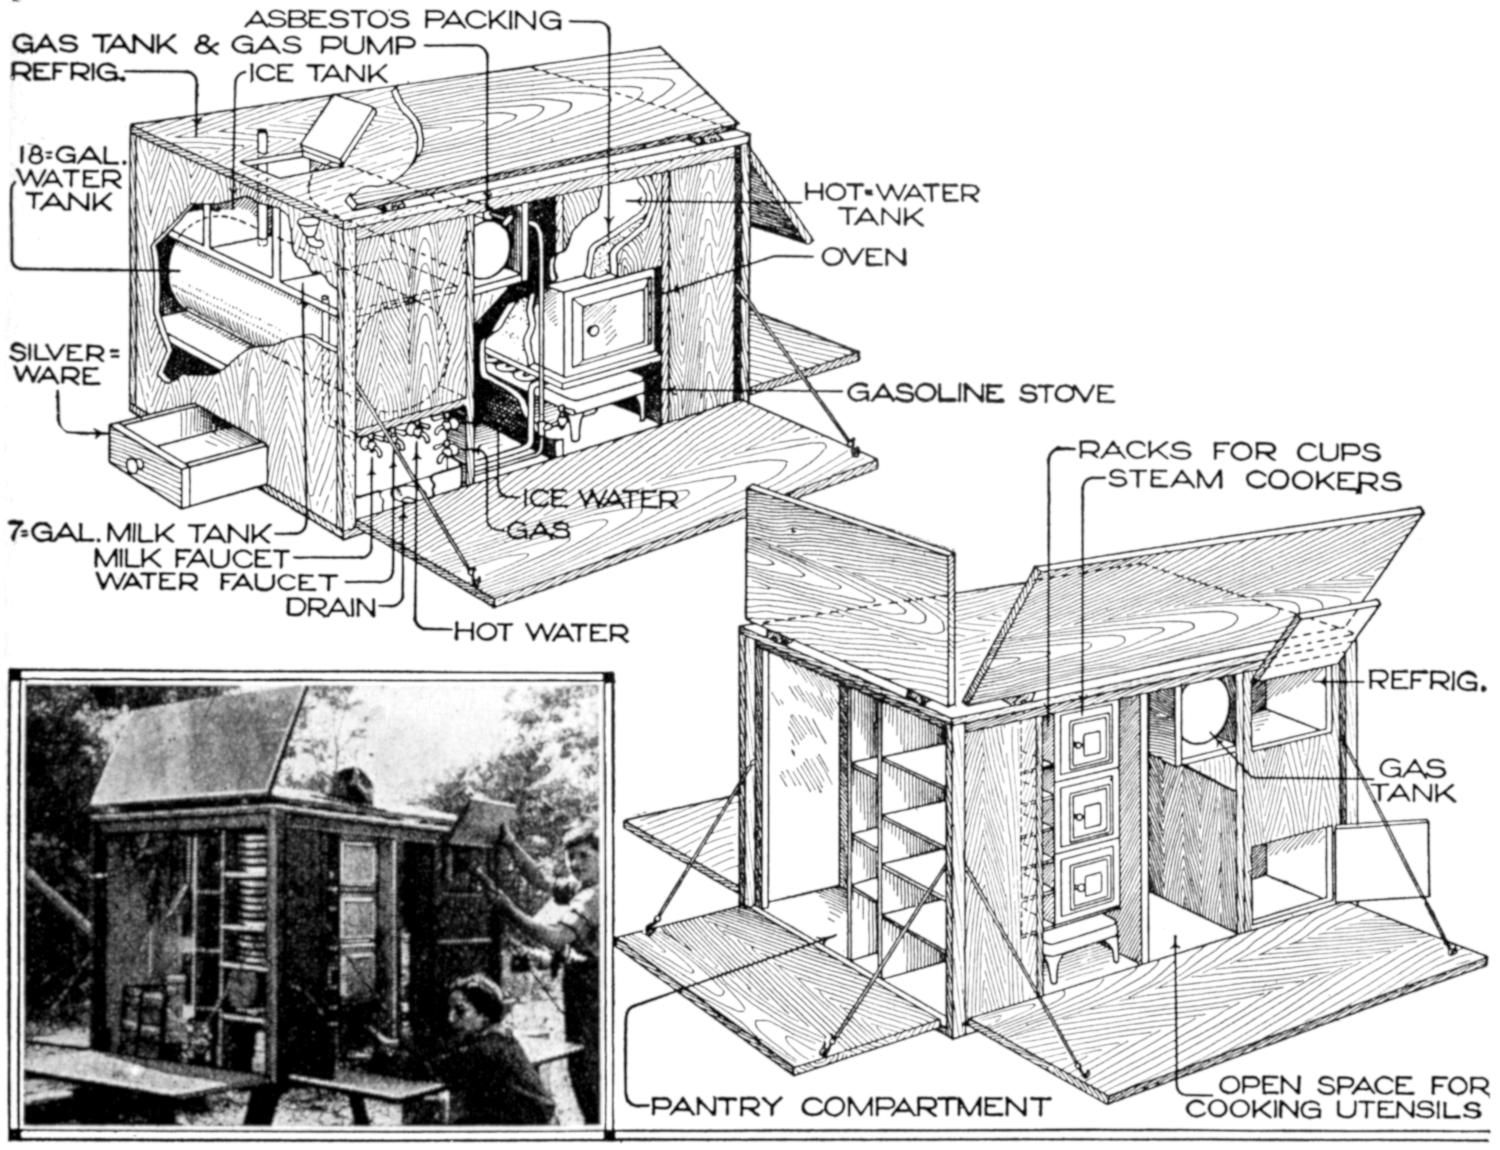 ASBESTOS PACKING
GAS TANK & GAS PUMP
REFRIG.
ICE TANK
18=GAL.
WATER
TANK
HOT=WATER
TANK
OVEN
SILVER=
WARE
GASOLINE STOVE
ICE WATER
GAS
7=GAL. MILK TANK
MILK FAUCET
WATER FAUCET
DRAIN
HOT WATER
RACKS FOR CUPS
STEAM COOKERS
REFRIG.
GAS
TANK
PANTRY COMPARTMENT
OPEN SPACE FOR
COOKING UTENSILS